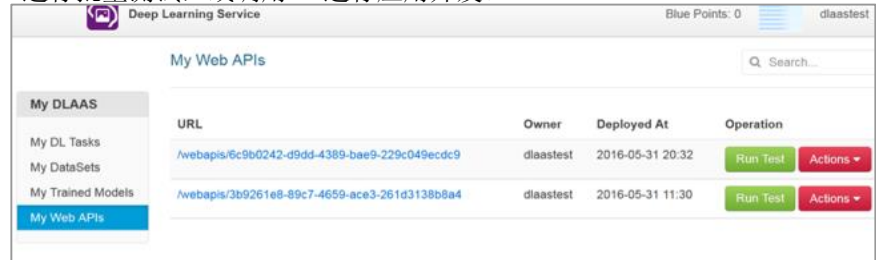 Deep Learning Service
Blue Points: 0
dlaastest
My Web APIs
Search...
My DLAAS
My DL Tasks
My DataSets
My Trained Models
My Web APIs
URL Owner Deployed At Operation
/webapis/6c9b0242-d9dd-4389-bae9-229c049ecdc9 dlaastest 2016-05-31 20:32 Run Test Actions
/webapis/3b9261e8-89c7-4659-ace3-261d3138b8a4 dlaastest 2016-05-31 11:30 Run Test Actions